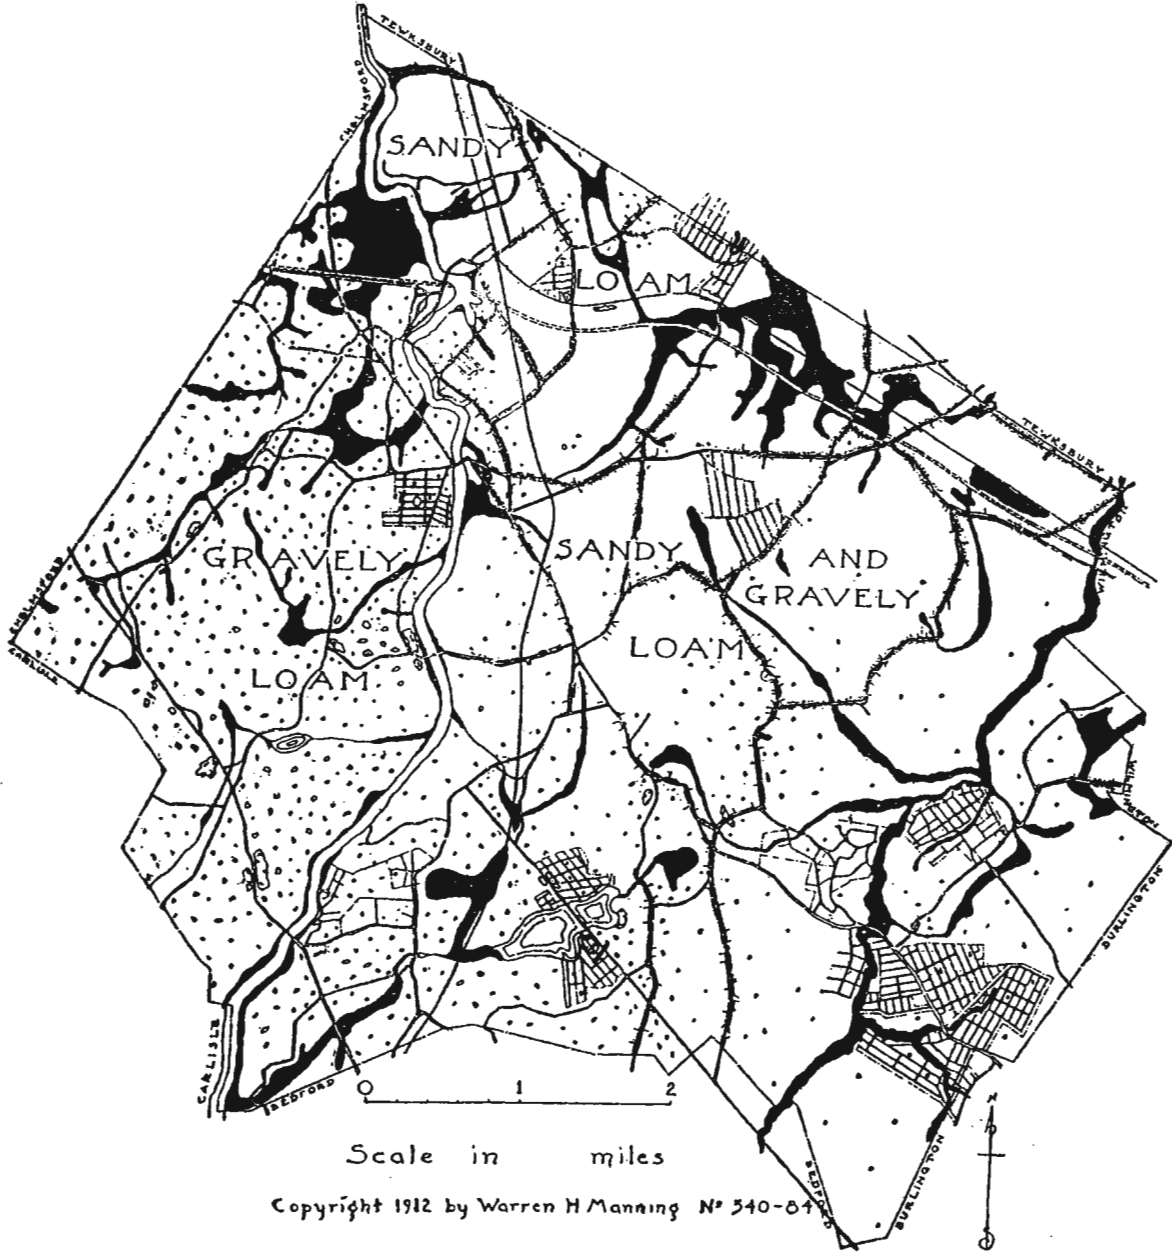 TEWKSBURY
CHELMSFORD
SANDY
LOAM
TEWKSBURY
GRAVELY
SANDY
AND
GRAVELY
WILMINGTON
CHELMSFORD
CARLISLE
LOAM
LOAM
WILMINGTON
BURLINGTON
CARLISLE
BEDFORD
0 1 2
N
Scale in miles
BEDFORD
BURLINGTON
Copyright 1912 by Warren H Manning No 540-84
S